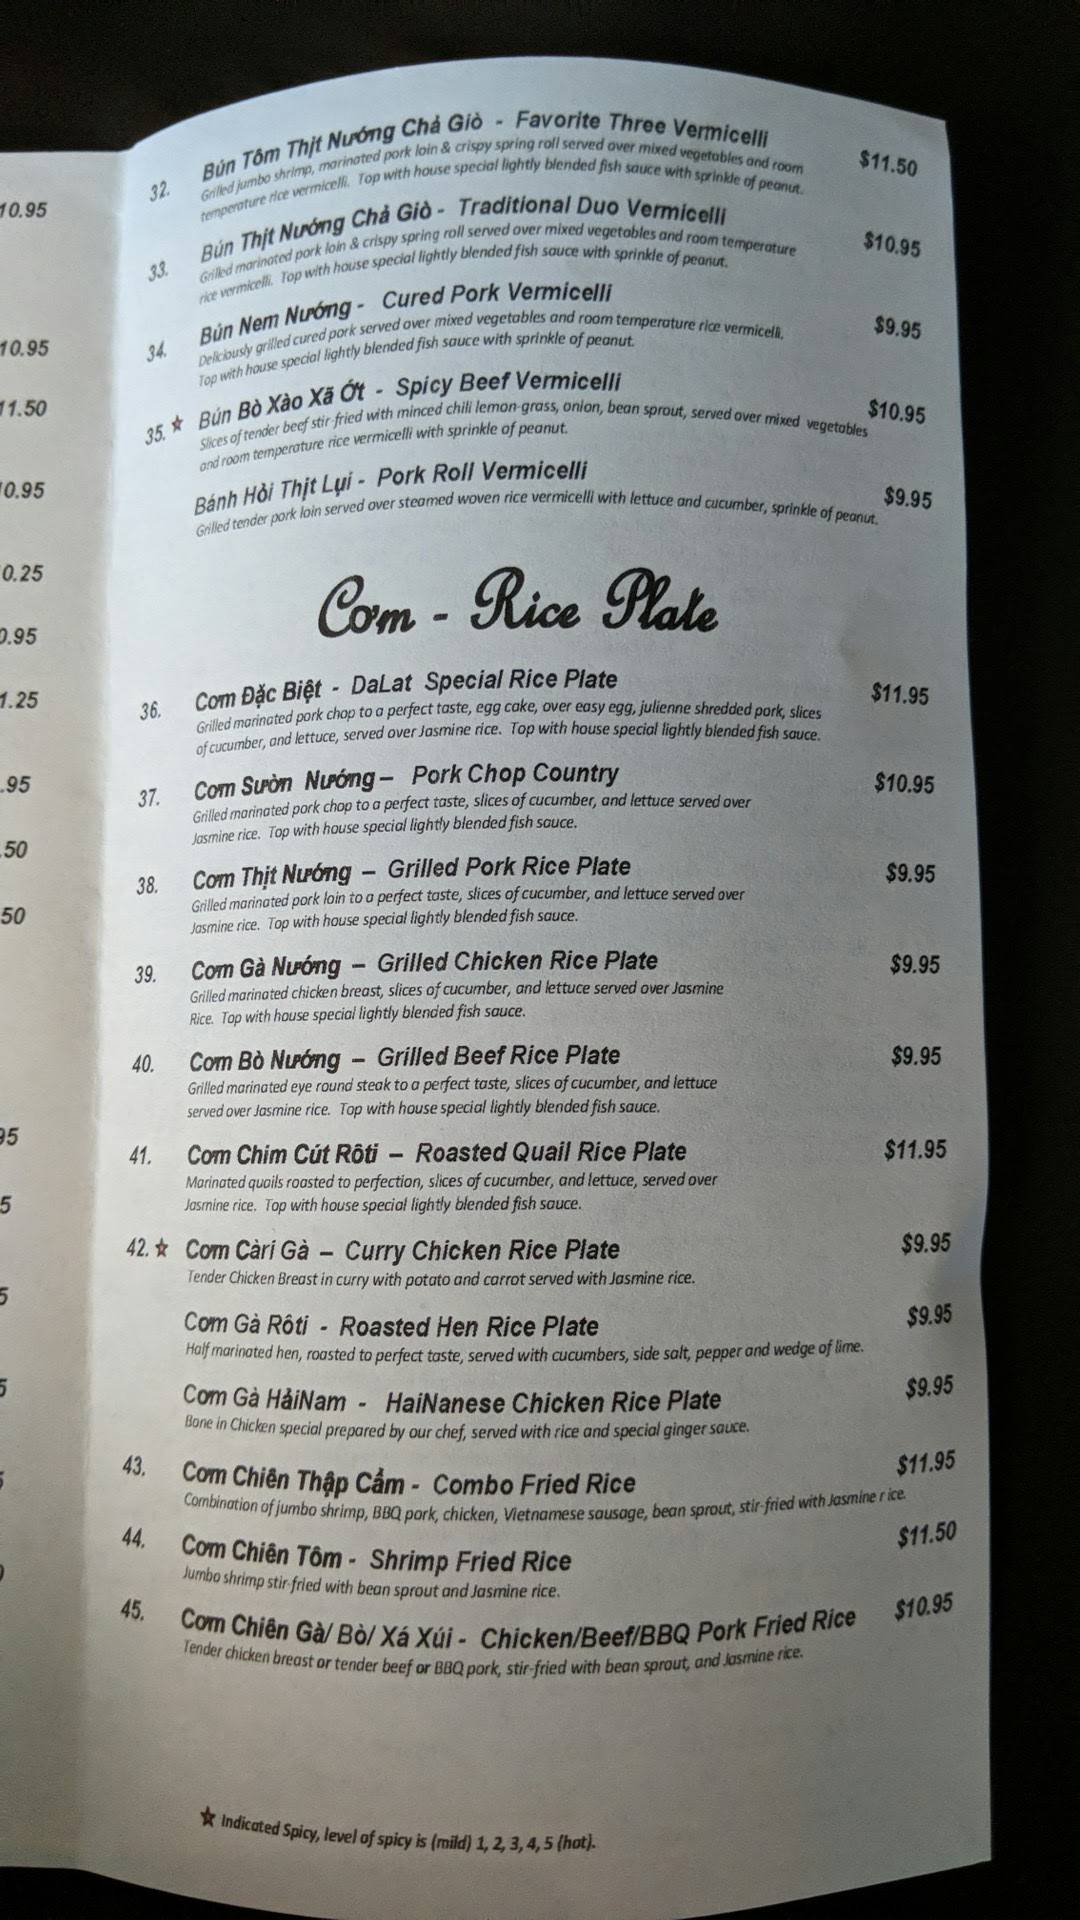 32. Bún Tôm Thịt Nướng Chả Giò - Favorite Three Vermicelli $11.50
Grilled jumbo shrimp, marinated pork loin & crispy spring roll served over mixed vegetables and room
temperature rice vermicelli. Top with house special lightly blended fish sauce with sprinkle of peanut.
33. Bún Thịt Nướng Chả Giò - Traditional Duo Vermicelli $10.95
Grilled marinated pork loin & crispy spring roll served over mixed vegetables and room temperature
rice vermicelli. Top with house special lightly blended fish sauce with sprinkle of peanut.
34. Bún Nem Nướng - Cured Pork Vermicelli $9.95
Deliciously grilled cured pork served over mixed vegetables and room temperature rice vermicelli.
Top with house special lightly blended fish sauce with sprinkle of peanut.
35. ★ Bún Bò Xào Xã Ớt - Spicy Beef Vermicelli $10.95
Slices of tender beef stir-fried with minced chili lemon-grass, onion, bean sprout, served over mixed vegetables
and room temperature rice vermicelli with sprinkle of peanut.
Bánh Hỏi Thịt Lụi - Pork Roll Vermicelli $9.95
Grilled tender pork loin served over steamed woven rice vermicelli with lettuce and cucumber, sprinkle of peanut.
Cơm - Rice Plate
36. Cơm Đặc Biệt - DaLat Special Rice Plate $11.95
Grilled marinated pork chop to a perfect taste, egg cake, over easy egg, julienne shredded pork, slices
of cucumber, and lettuce, served over Jasmine rice. Top with house special lightly blended fish sauce.
37. Cơm Sườn Nướng – Pork Chop Country $10.95
Grilled marinated pork chop to a perfect taste, slices of cucumber, and lettuce served over
Jasmine rice. Top with house special lightly blended fish sauce.
38. Cơm Thịt Nướng – Grilled Pork Rice Plate $9.95
Grilled marinated pork loin to a perfect taste, slices of cucumber, and lettuce served over
Jasmine rice. Top with house special lightly blended fish sauce.
39. Cơm Gà Nướng – Grilled Chicken Rice Plate $9.95
Grilled marinated chicken breast, slices of cucumber, and lettuce served over Jasmine
Rice. Top with house special lightly blended fish sauce.
40. Cơm Bò Nướng – Grilled Beef Rice Plate $9.95
Grilled marinated eye round steak to a perfect taste, slices of cucumber, and lettuce
served over Jasmine rice. Top with house special lightly blended fish sauce.
41. Cơm Chim Cút Rôti – Roasted Quail Rice Plate $11.95
Marinated quails roasted to perfection, slices of cucumber, and lettuce, served over
Jasmine rice. Top with house special lightly blended fish sauce.
42. ★ Cơm Càri Gà – Curry Chicken Rice Plate $9.95
Tender Chicken Breast in curry with potato and carrot served with Jasmine rice.
Cơm Gà Rôti - Roasted Hen Rice Plate $9.95
Half marinated hen, roasted to perfect taste, served with cucumbers, side salt, pepper and wedge of lime.
Cơm Gà HảiNam - HaiNanese Chicken Rice Plate $9.95
Bone in Chicken special prepared by our chef, served with rice and special ginger sauce.
43. Cơm Chiên Thập Cẩm - Combo Fried Rice $11.95
Combination of jumbo shrimp, BBQ pork, chicken, Vietnamese sausage, bean sprout, stir-fried with Jasmine r ice.
44. Cơm Chiên Tôm - Shrimp Fried Rice $11.50
Jumbo shrimp stir-fried with bean sprout and Jasmine rice.
45. Cơm Chiên Gà/ Bò/ Xá Xúi - Chicken/Beef/BBQ Pork Fried Rice $10.95
Tender chicken breast or tender beef or BBQ pork, stir-fried with bean sprout, and Jasmine rice.
★ Indicated Spicy, level of spicy is (mild) 1, 2, 3, 4, 5 (hot).